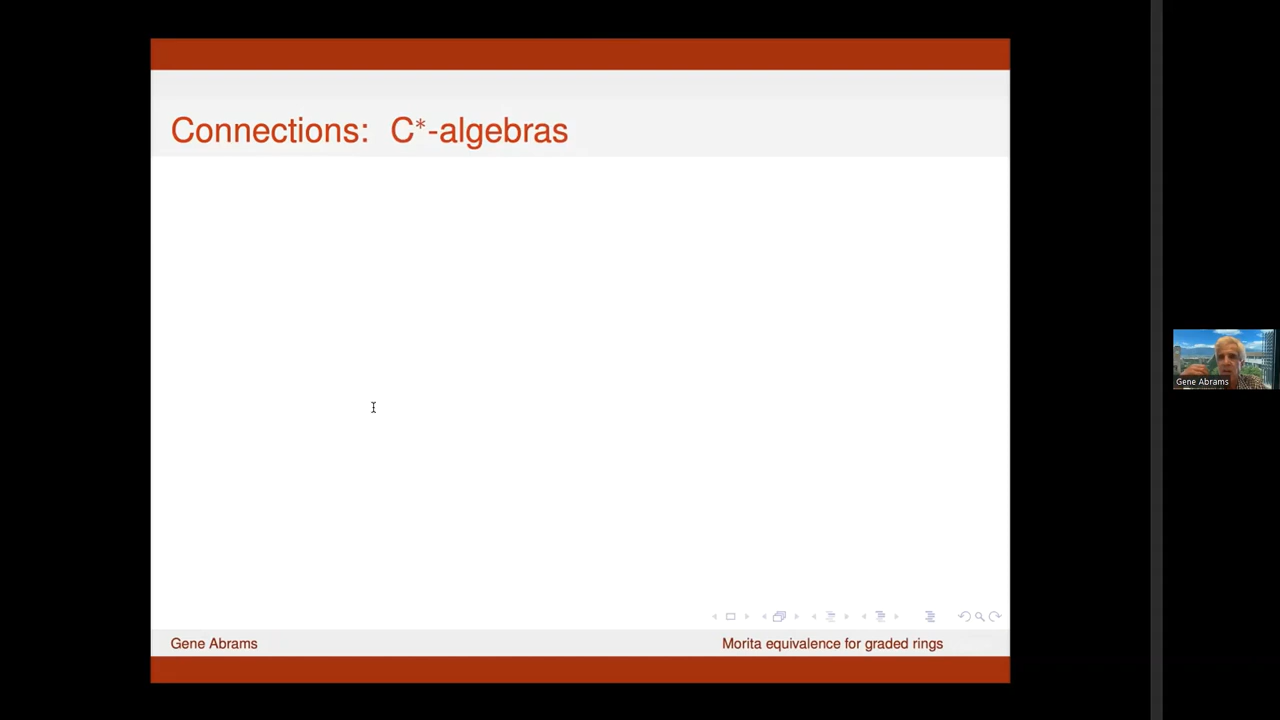 Connections: C*-algebras
Gene Abrams
Gene Abrams
Morita equivalence for graded rings